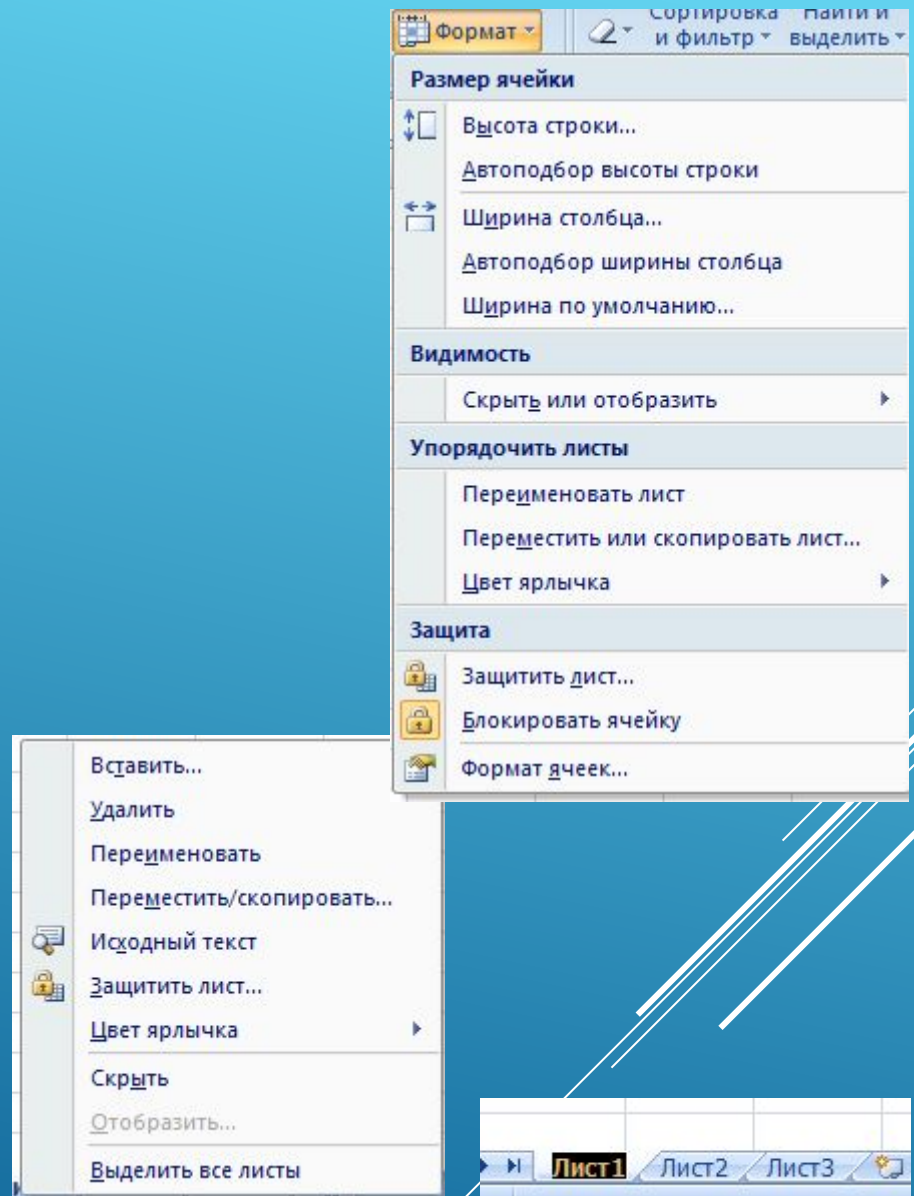 Формат
Сортировка Найти и
и фильтр выделить
Размер ячейки
Высота строки...
Автоподбор высоты строки
Ширина столбца...
Автоподбор ширины столбца
Ширина по умолчанию...
Видимость
Скрыть или отобразить
Упорядочить листы
Переименовать лист
Переместить или скопировать лист...
Цвет ярлычка
Защита
Защитить лист...
Блокировать ячейку
Формат ячеек...
Вставить...
Удалить
Переименовать
Переместить/скопировать...
Исходный текст
Защитить лист...
Цвет ярлычка
Скрыть
Отобразить...
Выделить все листы
Лист1 Лист2 Лист3